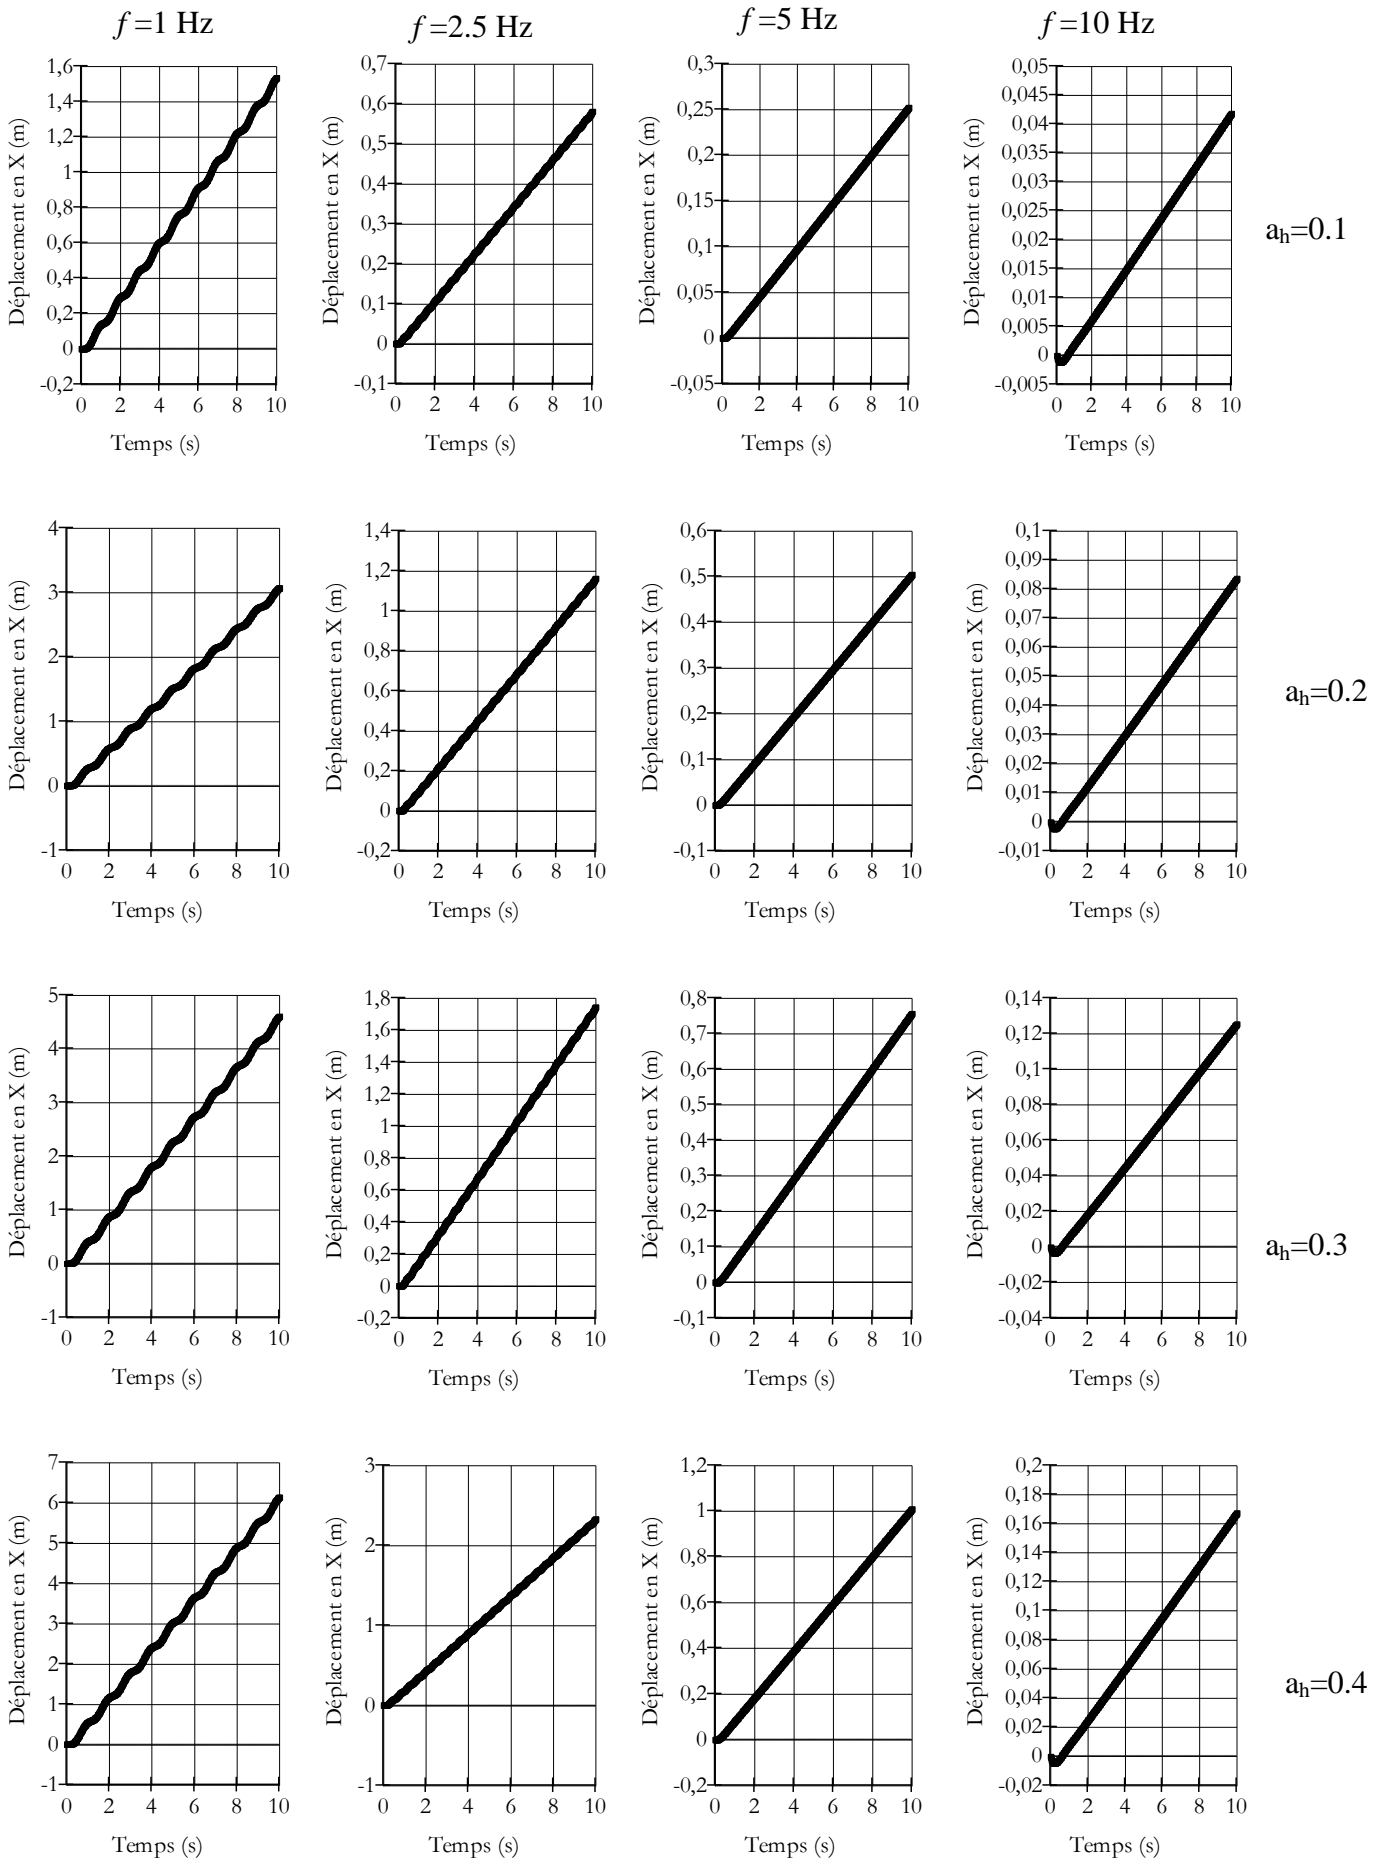 f=1 Hz f=2.5 Hz f=5 Hz f=10 Hz
Déplacement en X (m)
1,6
1,4
1,2
1
0,8
0,6
0,4
0,2
0
-0,2
0 2 4 6 8 10
Temps (s)
Déplacement en X (m)
0,7
0,6
0,5
0,4
0,3
0,2
0,1
0
-0,1
0 2 4 6 8 10
Temps (s)
Déplacement en X (m)
0,3
0,25
0,2
0,15
0,1
0,05
0
-0,05
0 2 4 6 8 10
Temps (s)
Déplacement en X (m)
0,05
0,045
0,04
0,035
0,03
0,025
0,02
0,015
0,01
0,005
0
-0,005
0 2 4 6 8 10
Temps (s)
ah=0.1
Déplacement en X (m)
4
3
2
1
0
-1
0 2 4 6 8 10
Temps (s)
Déplacement en X (m)
1,4
1,2
1
0,8
0,6
0,4
0,2
0
-0,2
0 2 4 6 8 10
Temps (s)
Déplacement en X (m)
0,6
0,5
0,4
0,3
0,2
0,1
0
-0,1
0 2 4 6 8 10
Temps (s)
Déplacement en X (m)
0,1
0,09
0,08
0,07
0,06
0,05
0,04
0,03
0,02
0,01
0
-0,01
0 2 4 6 8 10
Temps (s)
ah=0.2
Déplacement en X (m)
5
4
3
2
1
0
-1
0 2 4 6 8 10
Temps (s)
Déplacement en X (m)
1,8
1,6
1,4
1,2
1
0,8
0,6
0,4
0,2
0
-0,2
0 2 4 6 8 10
Temps (s)
Déplacement en X (m)
0,8
0,7
0,6
0,5
0,4
0,3
0,2
0,1
0
-0,1
0 2 4 6 8 10
Temps (s)
Déplacement en X (m)
0,14
0,12
0,1
0,08
0,06
0,04
0,02
0
-0,02
-0,04
0 2 4 6 8 10
Temps (s)
ah=0.3
Déplacement en X (m)
7
6
5
4
3
2
1
0
-1
0 2 4 6 8 10
Temps (s)
Déplacement en X (m)
3
2
1
0
-1
0 2 4 6 8 10
Temps (s)
Déplacement en X (m)
1,2
1
0,8
0,6
0,4
0,2
0
-0,2
0 2 4 6 8 10
Temps (s)
Déplacement en X (m)
0,2
0,18
0,16
0,14
0,12
0,1
0,08
0,06
0,04
0,02
0
-0,02
0 2 4 6 8 10
Temps (s)
ah=0.4